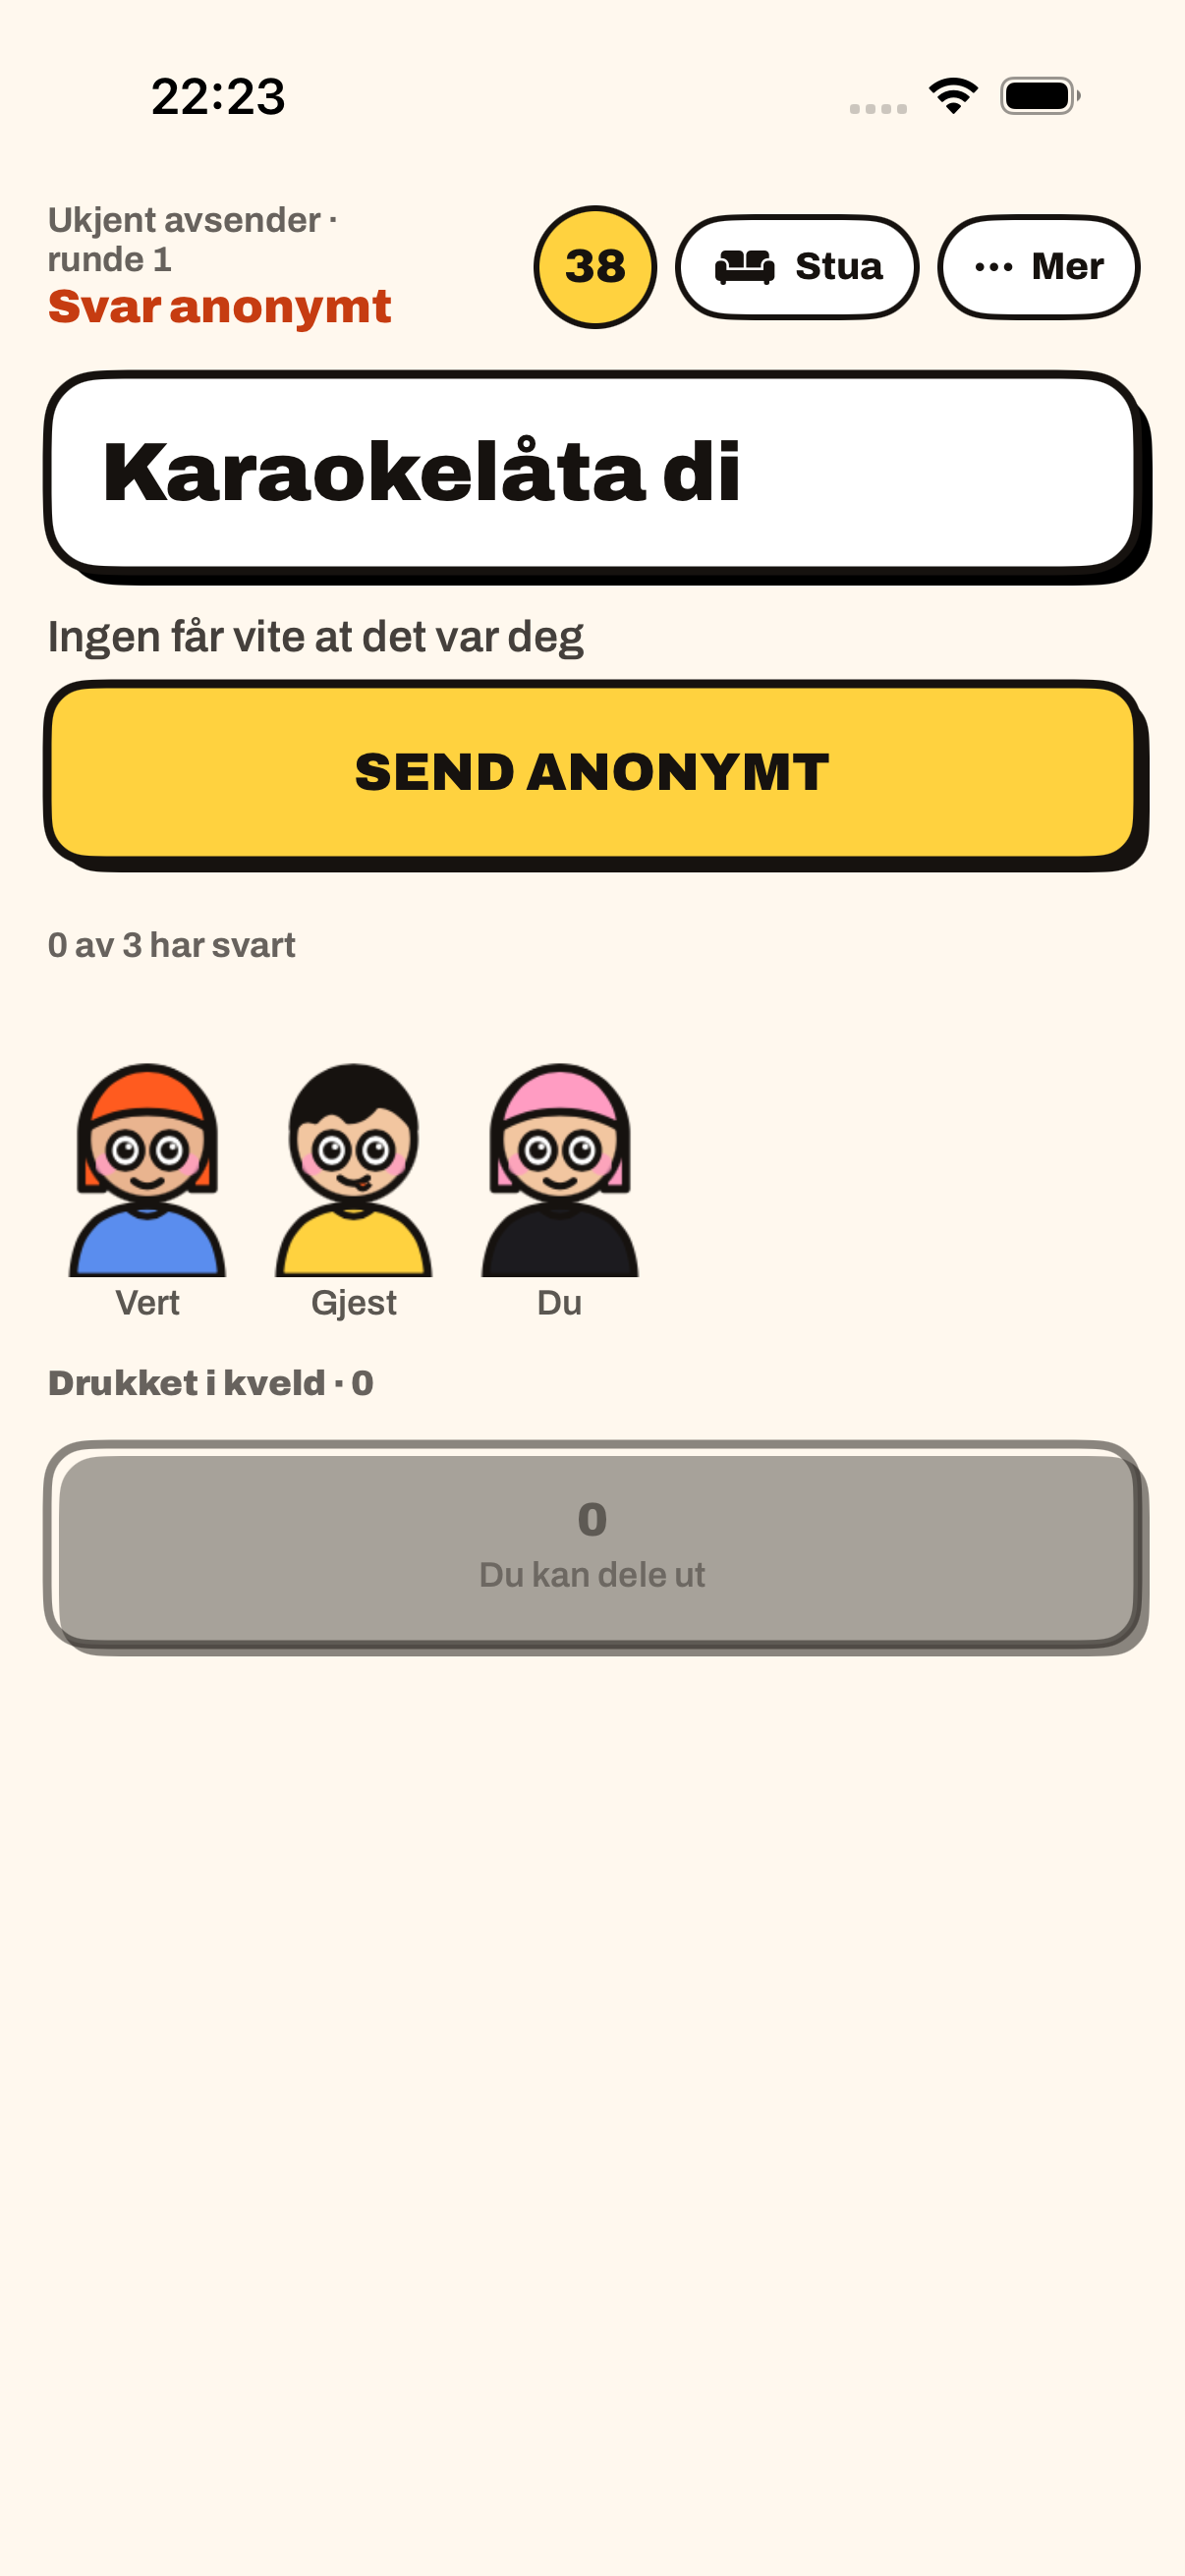 22:23
Ukjent avsender ·
runde 1
Svar anonymt
38
Stua
Mer
Karaokelåta di
Ingen får vite at det var deg
SEND ANONYMT
0 av 3 har svart
Vert
Gjest
Du
Drukket i kveld · 0
0
Du kan dele ut